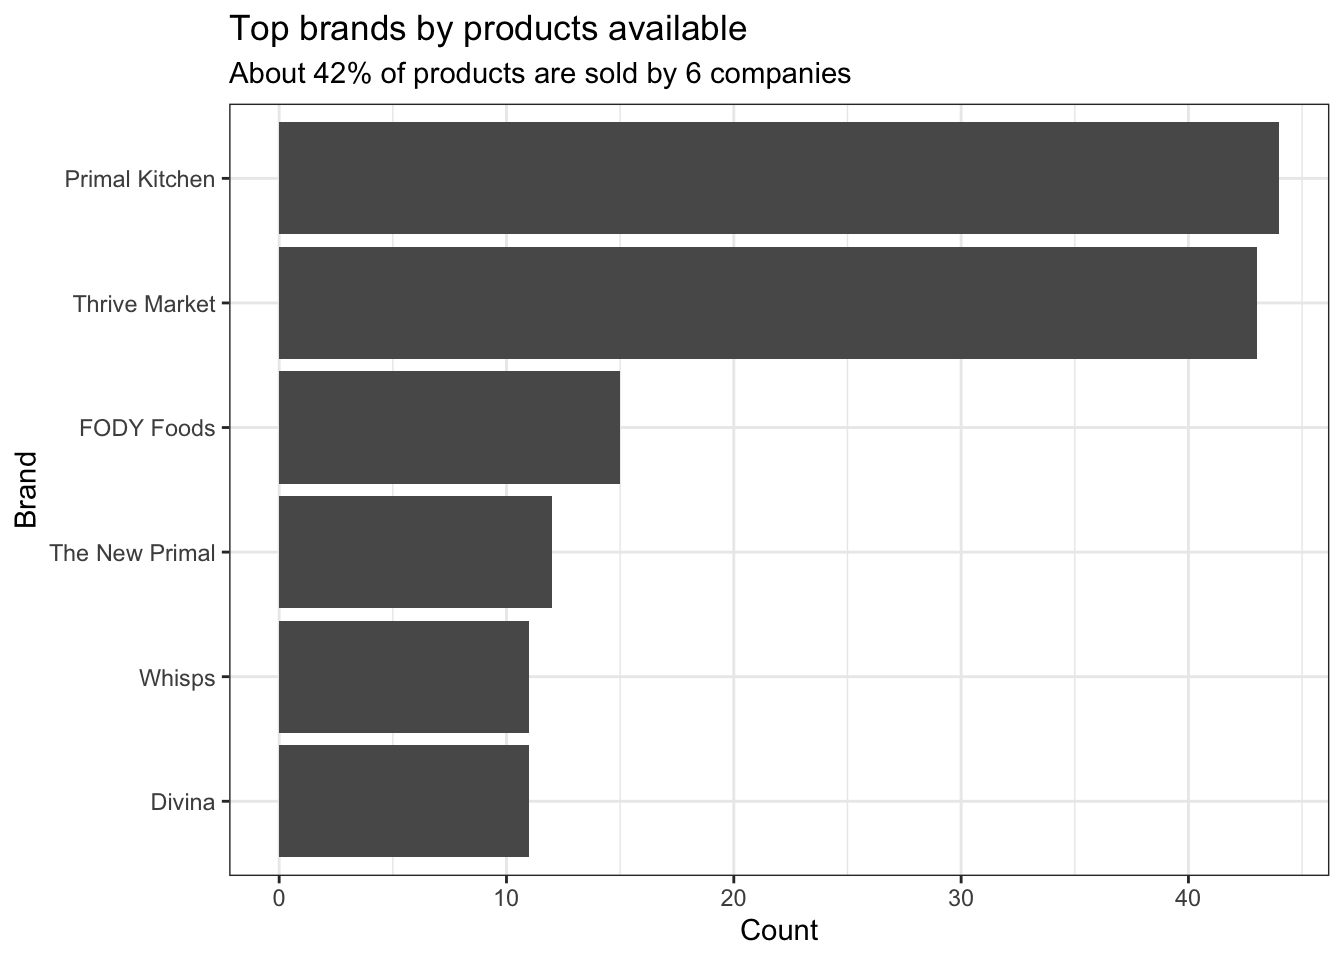 Top brands by products available
About 42% of products are sold by 6 companies
Primal Kitchen
Thrive Market
FODY Foods
The New Primal
Whisps
Divina
Brand
0 10 20 30 40
Count